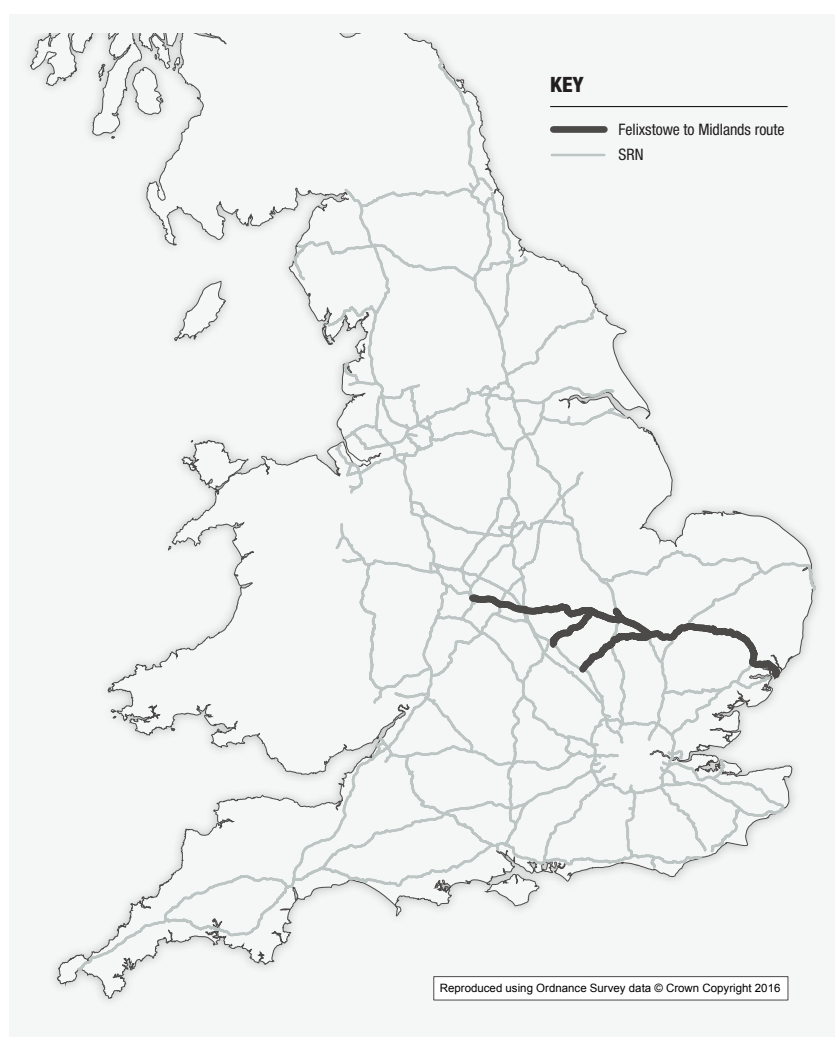 KEY
Felixstowe to Midlands route
SRN
Reproduced using Ordnance Survey data © Crown Copyright 2016